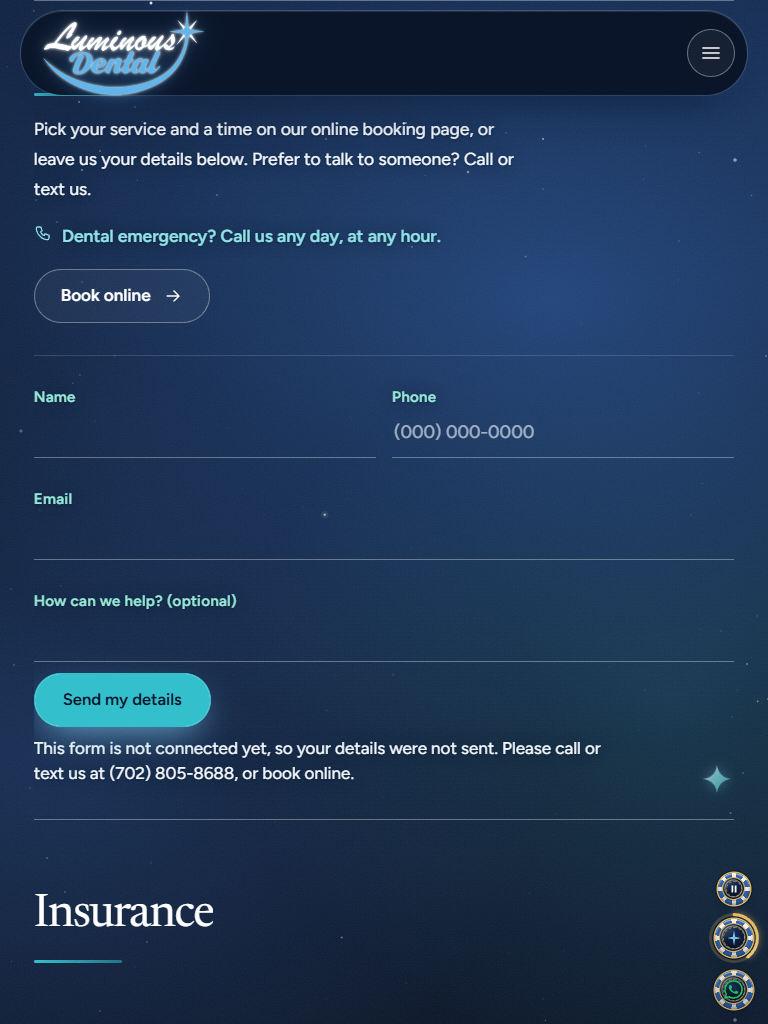 Luminous
Dental
Pick your service and a time on our online booking page, or
leave us your details below. Prefer to talk to someone? Call or
text us.
Dental emergency? Call us any day, at any hour.
Book online
Name
Phone
(000) 000-0000
Email
How can we help? (optional)
Send my details
This form is not connected yet, so your details were not sent. Please call or
text us at (702) 805-8688, or book online.
Insurance